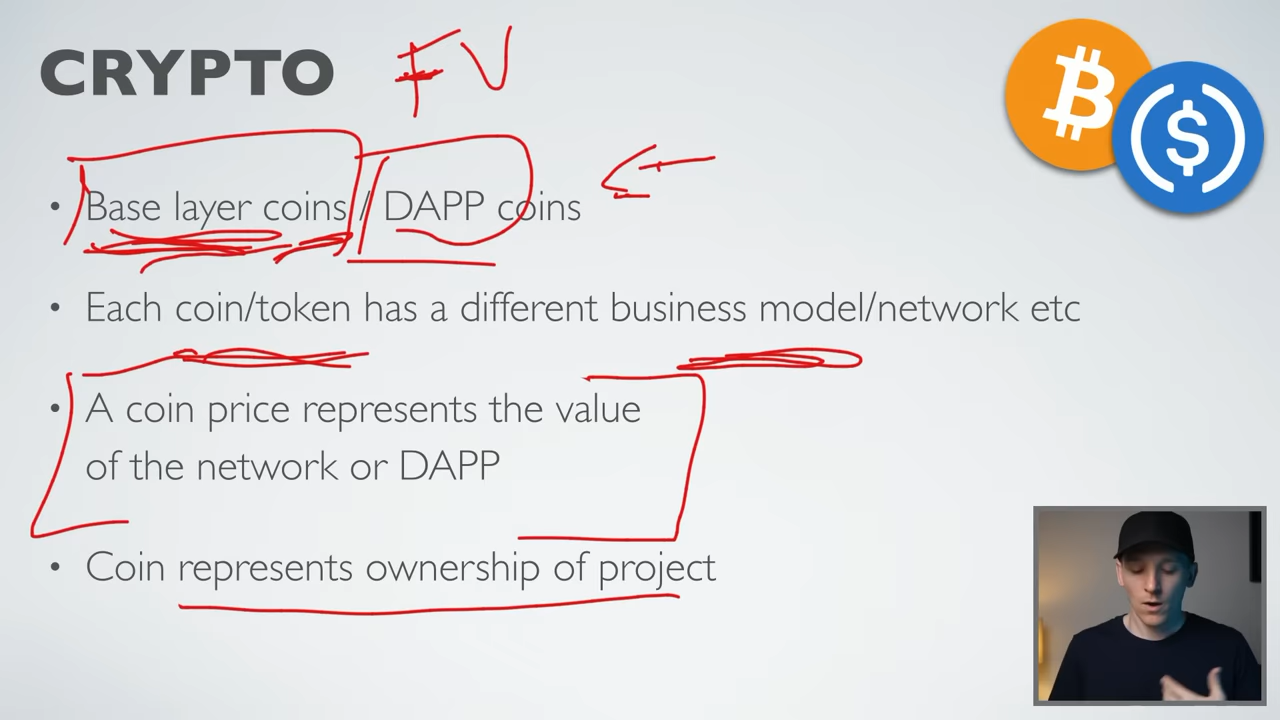 CRYPTO FV
• Base layer coins / DAPP coins
• Each coin/token has a different business model/network etc
• A coin price represents the value
of the network or DAPP
• Coin represents ownership of project